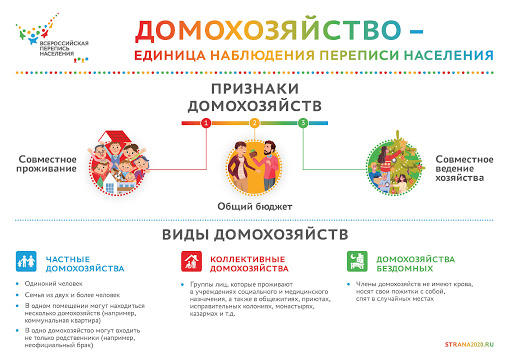 ВСЕРОССИЙСКАЯ
ПЕРЕПИСЬ
НАСЕЛЕНИЯ
ДОМОХОЗЯЙСТВО –
ЕДИНИЦА НАБЛЮДЕНИЯ ПЕРЕПИСИ НАСЕЛЕНИЯ
ПРИЗНАКИ
ДОМОХОЗЯЙСТВ
1 2 3
Совместное
проживание
Общий бюджет
Совместное
ведение
хозяйства
ВИДЫ ДОМОХОЗЯЙСТВ
ЧАСТНЫЕ
ДОМОХОЗЯЙСТВА
• Одинокий человек
• Семья из двух и более человек
• В одном помещении могут находиться
несколько домохозяйств (например,
коммунальная квартира)
• В одно домохозяйство могут входить
не только родственники (например,
неофициальный брак)
КОЛЛЕКТИВНЫЕ
ДОМОХОЗЯЙСТВА
• Группы лиц, которые проживают
в учреждениях социального и медицинского
назначения, а также в общежитиях, приютах,
исправительных колониях, монастырях,
казармах и т.д.
ДОМОХОЗЯЙСТВА
БЕЗДОМНЫХ
• Члены домохозяйств не имеют крова,
носят свои пожитки с собой,
спят в случайных местах
STRANA2020.RU